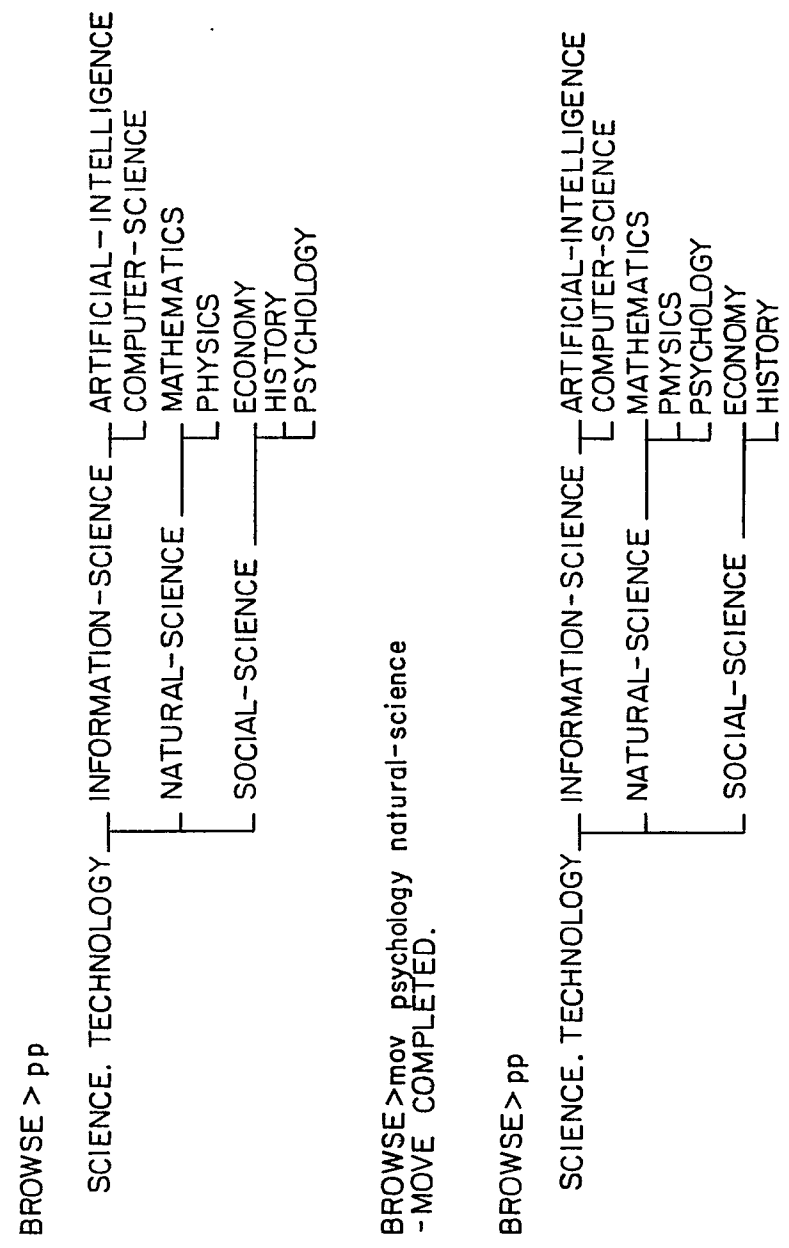 BROWSE > pp
SCIENCE. TECHNOLOGY INFORMATION-SCIENCE ARTIFICIAL-INTELLIGENCE
COMPUTER-SCIENCE
NATURAL-SCIENCE MATHEMATICS
PHYSICS
SOCIAL-SCIENCE ECONOMY
HISTORY
PSYCHOLOGY
BROWSE>mov psychology natural-science
-MOVE COMPLETED.
BROWSE> pp
SCIENCE. TECHNOLOGY INFORMATION-SCIENCE ARTIFICIAL-INTELLIGENCE
COMPUTER-SCIENCE
NATURAL-SCIENCE MATHEMATICS
PMYSICS
PSYCHOLOGY
SOCIAL-SCIENCE ECONOMY
HISTORY